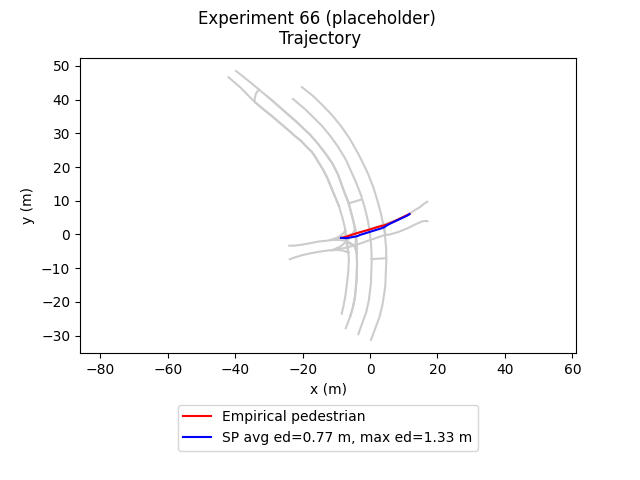 Experiment 66 (placeholder)
Trajectory
y (m)
50
40
30
20
10
0
−10
−20
−30
−80 −60 −40 −20 0 20 40 60
x (m)
Empirical pedestrian
SP avg ed=0.77 m, max ed=1.33 m